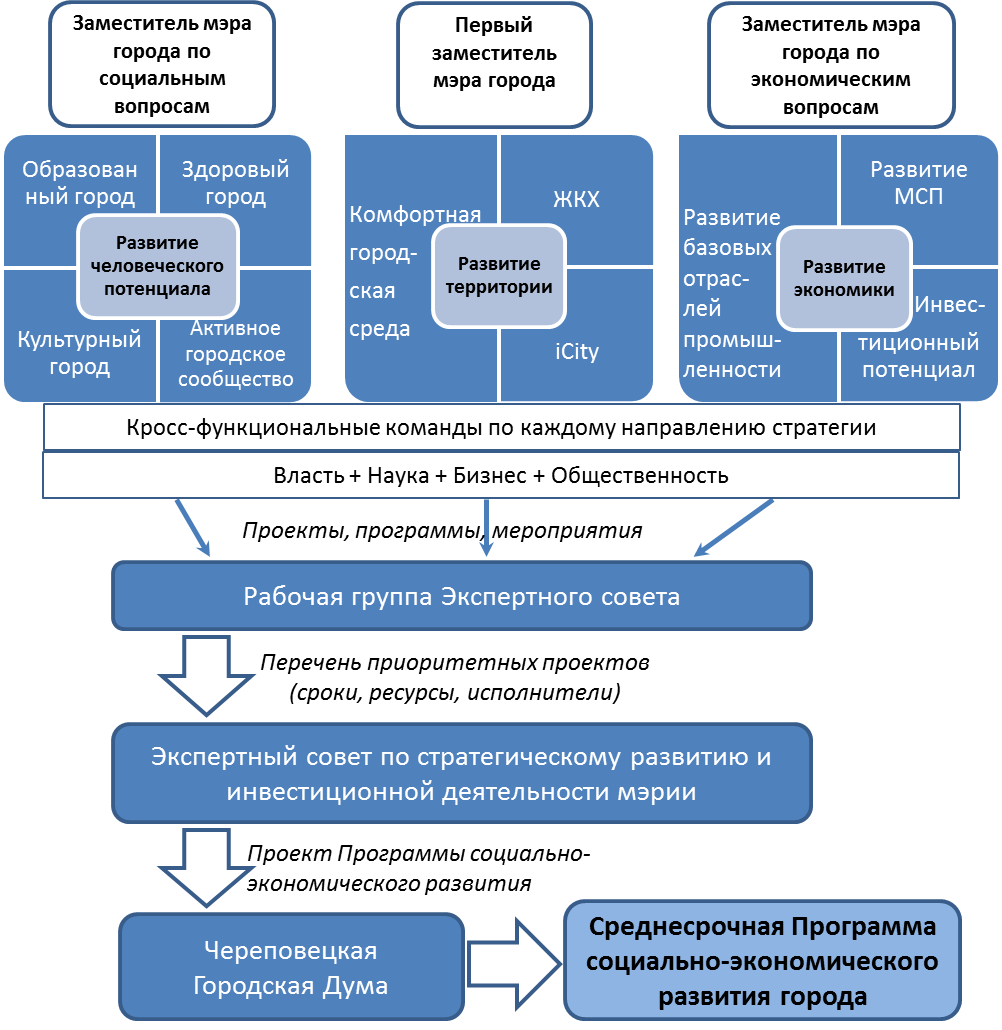 Заместитель мэра
города по
социальным
вопросам
Первый
заместитель
мэра города
Заместитель мэра
города по
экономическим
вопросам
Образован
ный город
Здоровый
город
Развитие
человеческого
потенциала
Культурный
город
Активное
городское
сообщество
Комфортная
город-
ская
среда
ЖКХ
Развитие
территории
iCity
Развитие
базовых
отрас-
лей
промыш-
ленности
Развитие
МСП
Развитие
экономики
Инвес-
тиционный
потенциал
Кросс-функциональные команды по каждому направлению стратегии
Власть + Наука + Бизнес + Общественность
Проекты, программы, мероприятия
Рабочая группа Экспертного совета
Перечень приоритетных проектов
(сроки, ресурсы, исполнители)
Экспертный совет по стратегическому развитию и
инвестиционной деятельности мэрии
Проект Программы социально-
экономического развития
Череповецкая
Городская Дума
Среднесрочная Программа
социально-экономического
развития города